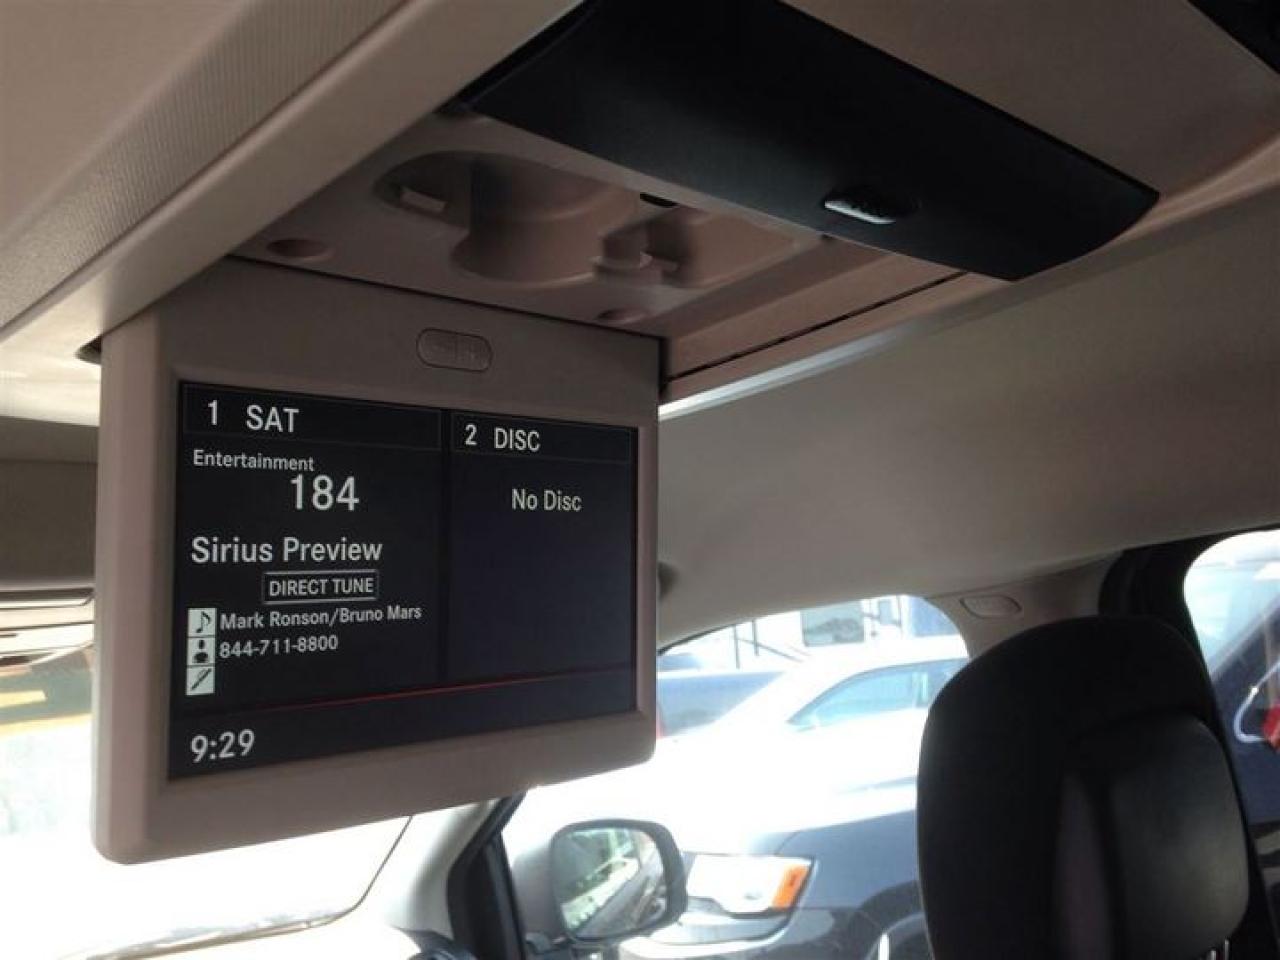 1 SAT
Entertainment
184
Sirius Preview
DIRECT TUNE
Mark Ronson/Bruno Mars
844-711-8800
9:29
2 DISC
No Disc